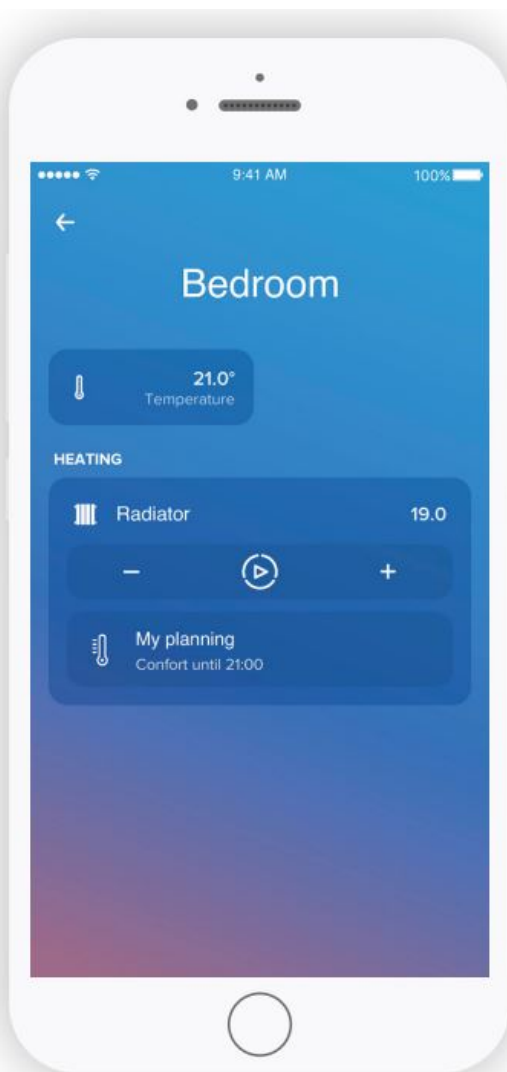 9:41 AM
100%
Bedroom
21.0°
Temperature
HEATING
Radiator
19.0
My planning
Confort until 21:00